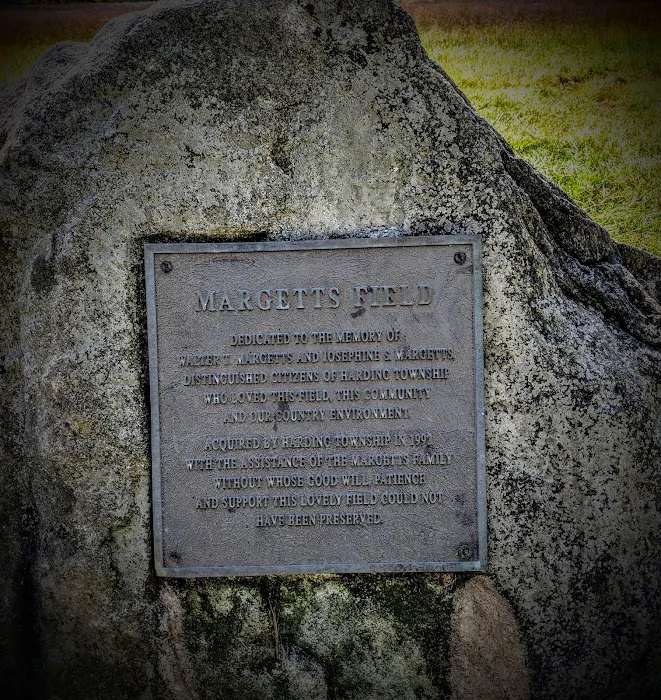 MARGETTS FIELD
DEDICATED TO THE MEMORY OF
WALTER T. MARGETTS AND JOSEPHINE S. MARGETTS,
DISTINGUISHED CITIZENS OF HARDING TOWNSHIP
WHO LOVED THIS FIELD, THIS COMMUNITY
AND OUR COUNTRY ENVIRONMENT
ACQUIRED BY HARDING TOWNSHIP IN
WITH THE ASSISTANCE OF THE MARGETTS FAMILY
WITHOUT WHOSE GOOD WILL, PATIENCE
AND SUPPORT THIS LOVELY FIELD COULD NOT
HAVE BEEN PRESERVED.